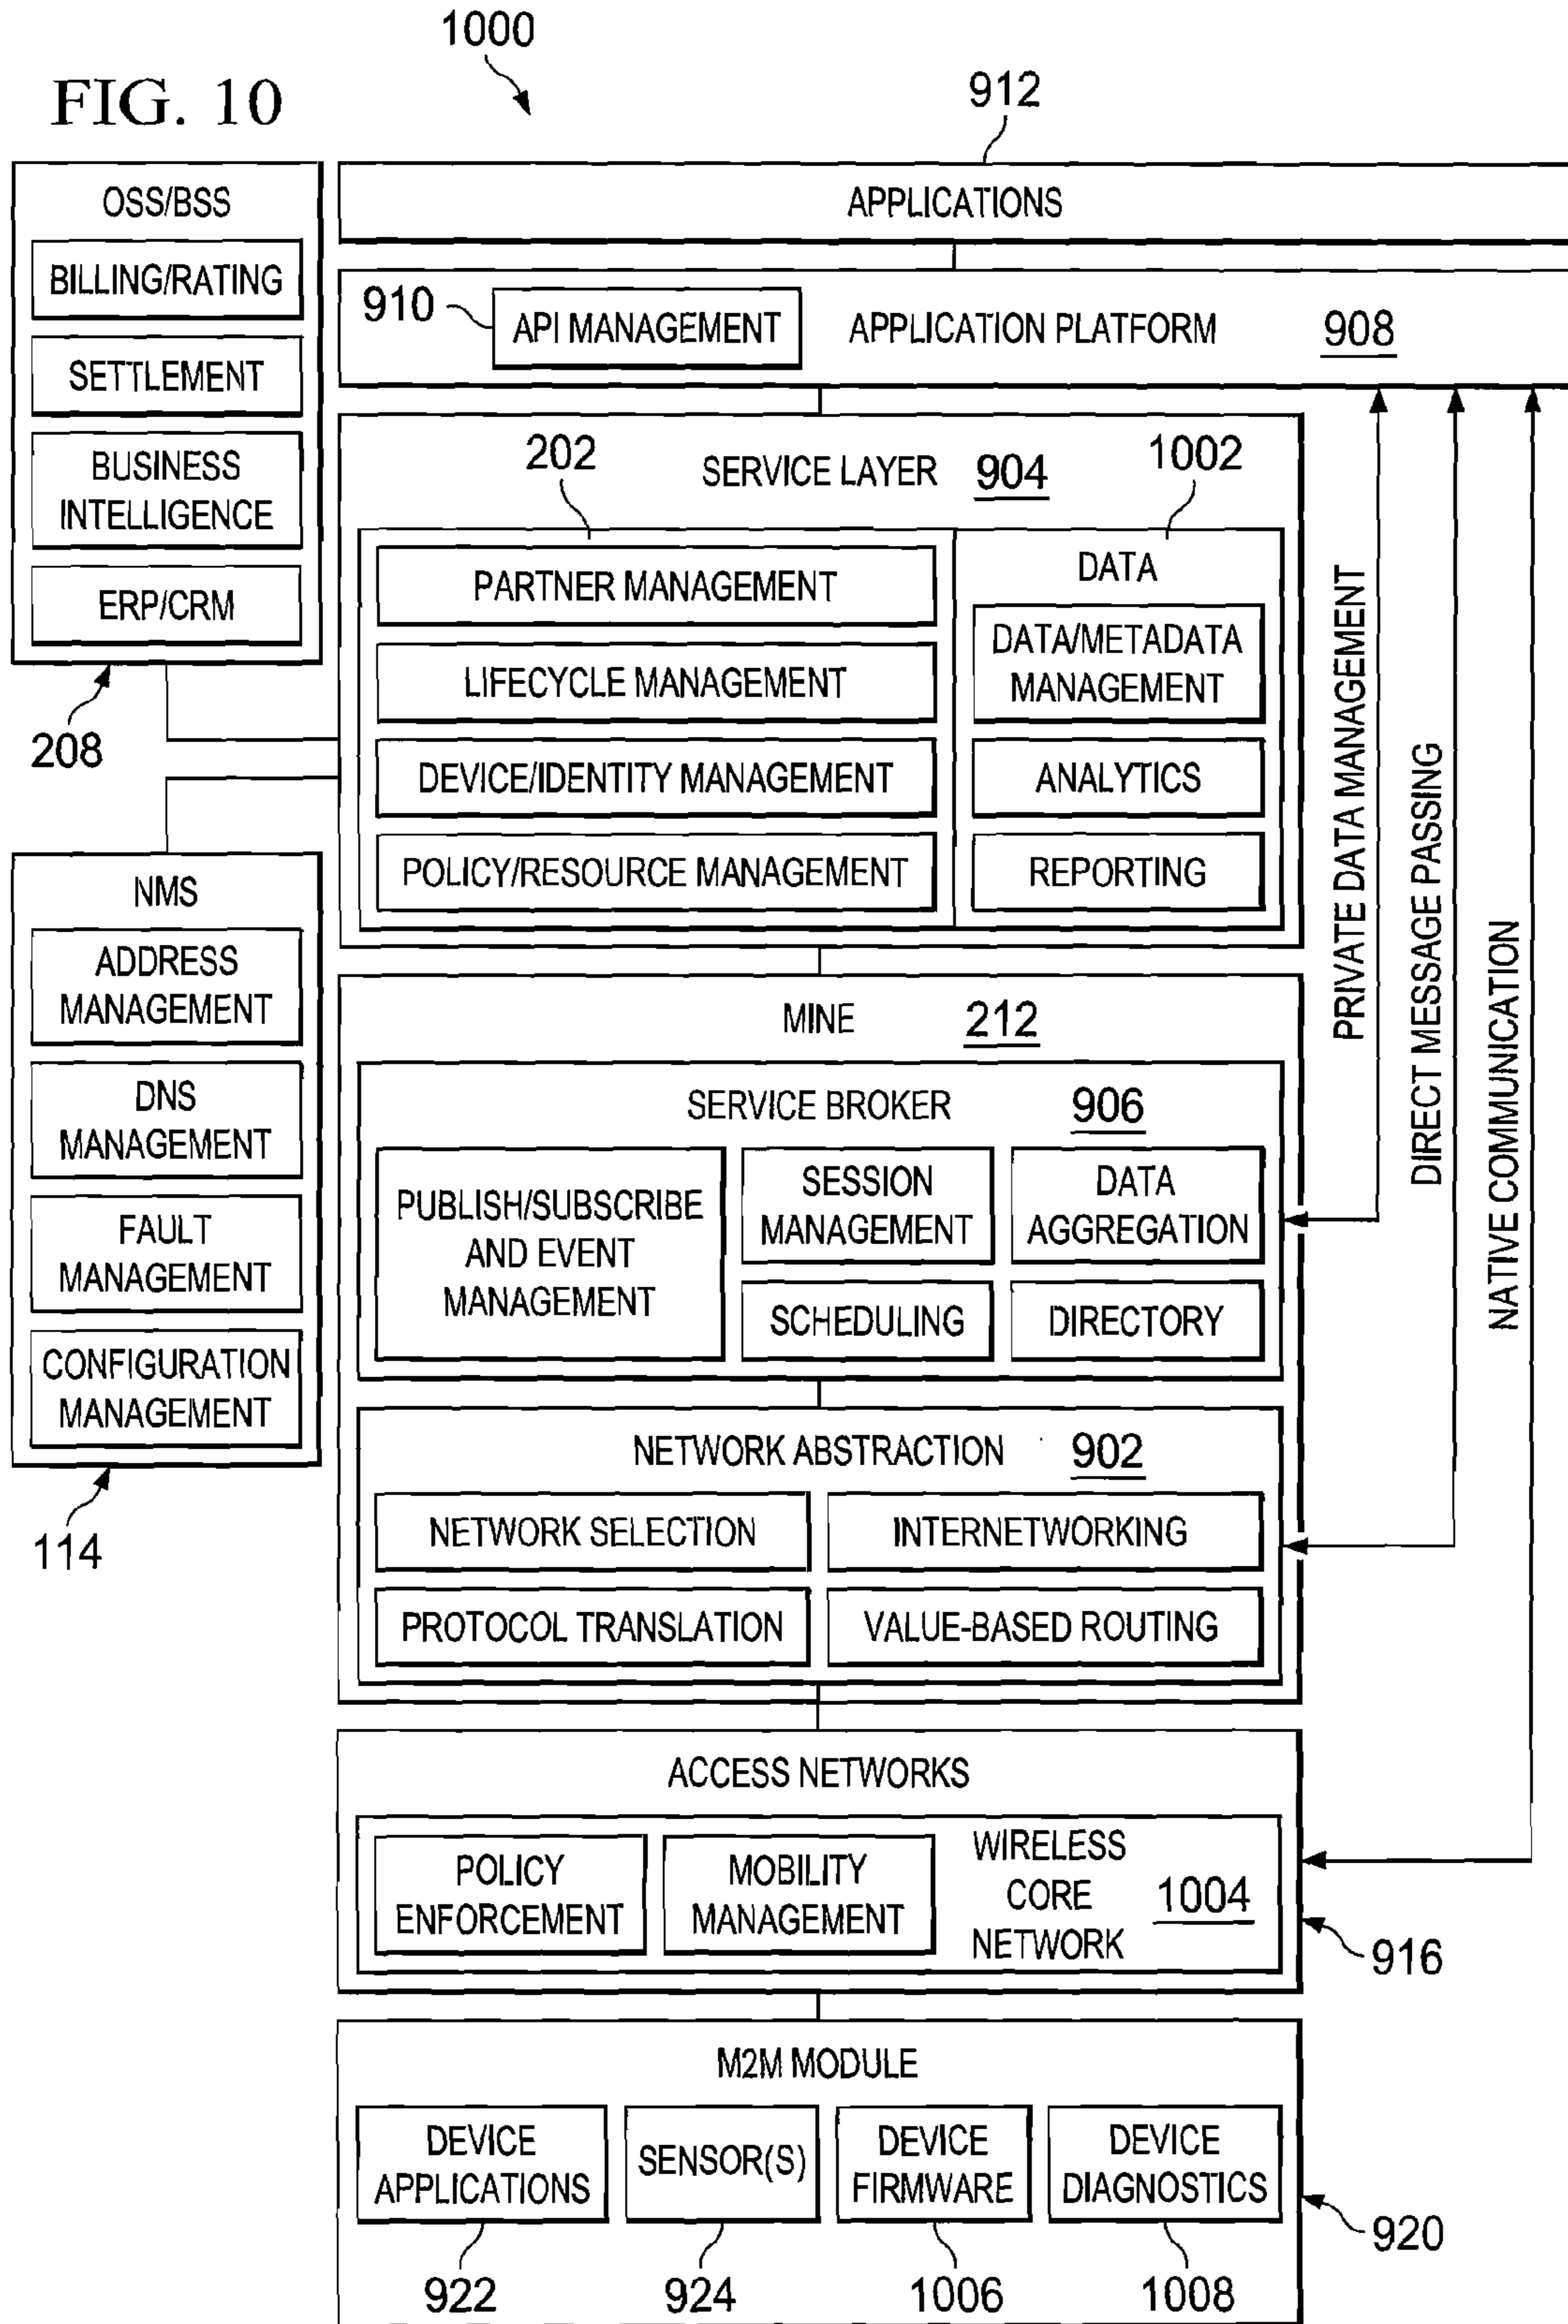 1000
FIG. 10
912
OSS/BSS
BILLING/RATING
SETTLEMENT
BUSINESS
INTELLIGENCE
ERP/CRM
208
NMS
ADDRESS
MANAGEMENT
DNS
MANAGEMENT
FAULT
MANAGEMENT
CONFIGURATION
MANAGEMENT
114
APPLICATIONS
910
API MANAGEMENT
APPLICATION PLATFORM
908
202
SERVICE LAYER
904
1002
PARTNER MANAGEMENT
LIFECYCLE MANAGEMENT
DEVICE/IDENTITY MANAGEMENT
POLICY/RESOURCE MANAGEMENT
DATA
DATA/METADATA
MANAGEMENT
ANALYTICS
REPORTING
MINE
212
SERVICE BROKER
906
PUBLISH/SUBSCRIBE
AND EVENT
MANAGEMENT
SESSION
MANAGEMENT
DATA
AGGREGATION
SCHEDULING
DIRECTORY
NETWORK ABSTRACTION
902
NETWORK SELECTION
INTERNETWORKING
PROTOCOL TRANSLATION
VALUE-BASED ROUTING
PRIVATE DATA MANAGEMENT
DIRECT MESSAGE PASSING
NATIVE COMMUNICATION
ACCESS NETWORKS
POLICY
ENFORCEMENT
MOBILITY
MANAGEMENT
WIRELESS
CORE
NETWORK
1004
916
M2M MODULE
DEVICE
APPLICATIONS
SENSOR(S)
DEVICE
FIRMWARE
DEVICE
DIAGNOSTICS
920
922
924
1006
1008